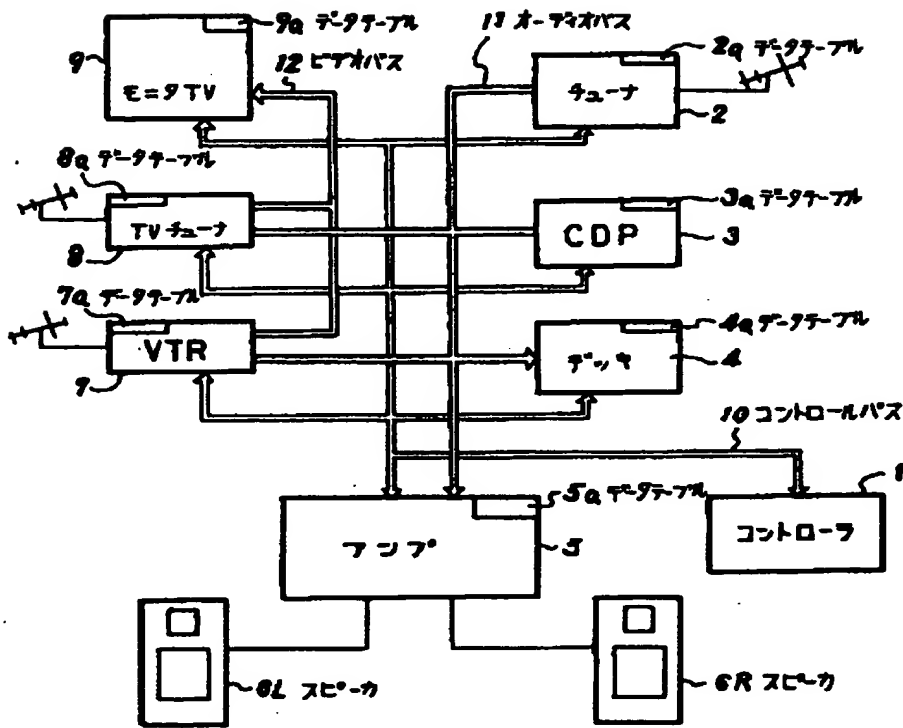 9a データテーブル
11 オーディオバス
2a データテーブル
9
12 ビデオバス
モニタTV
チューナ
2
8a データテーブル
3a データテーブル
TVチューナ
CDP
3
8
7a データテーブル
4a データテーブル
VTR
デッキ
4
7
10 コントロールバス
1
5a データテーブル
アンプ
5
コントローラ
6L スピーカ
6R スピーカ